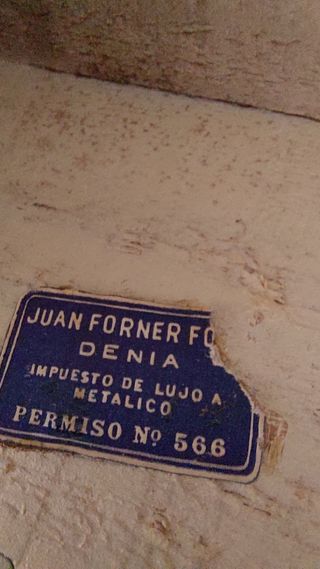 JUAN FORNER FO
DENIA
IMPUESTO DE LUJO A
METALICO
PERMISO Nº 566